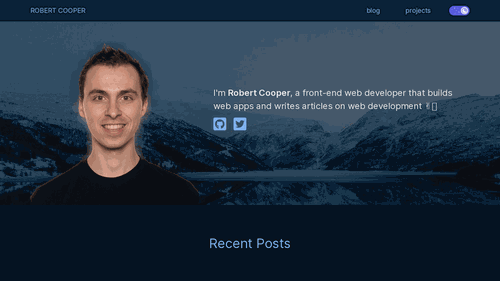 ROBERT COOPER
blog
projects
I'm Robert Cooper, a front-end web developer that builds
web apps and writes articles on web development ✌
Recent Posts